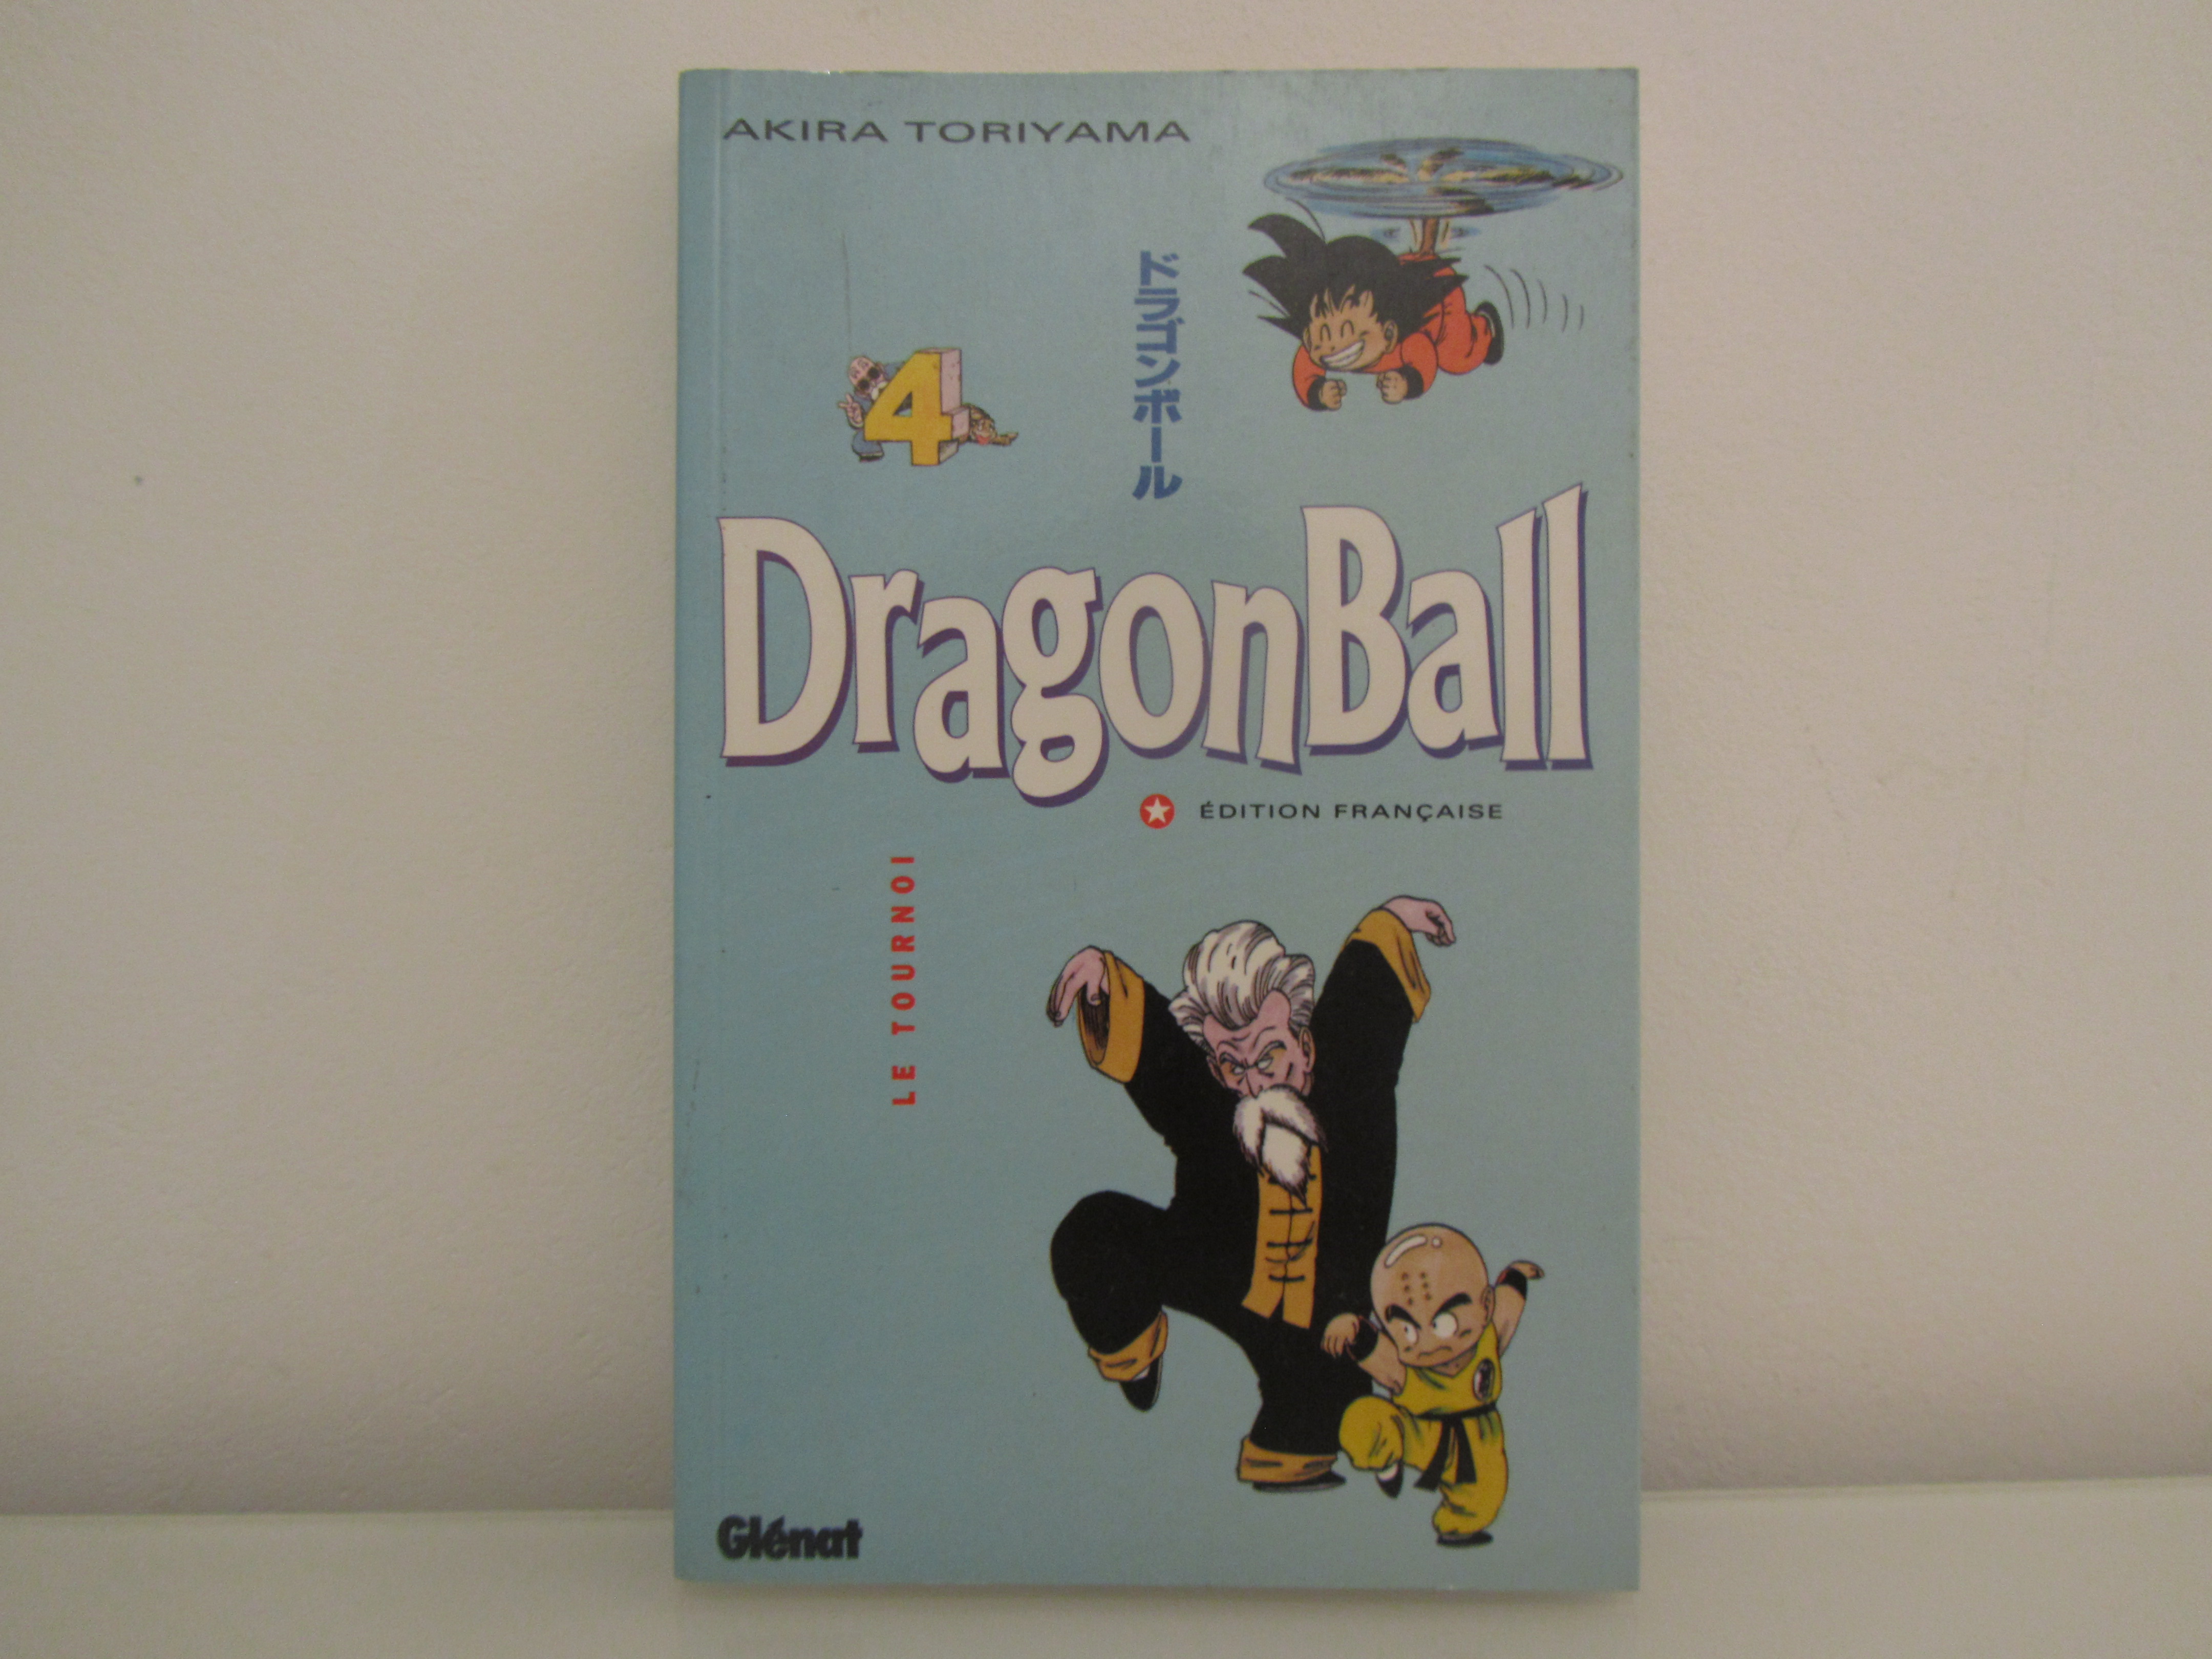 AKIRA TORIYAMA
ドラゴンボール
4
DragonBall
ÉDITION FRANÇAISE
LE TOURNOI
Glénat